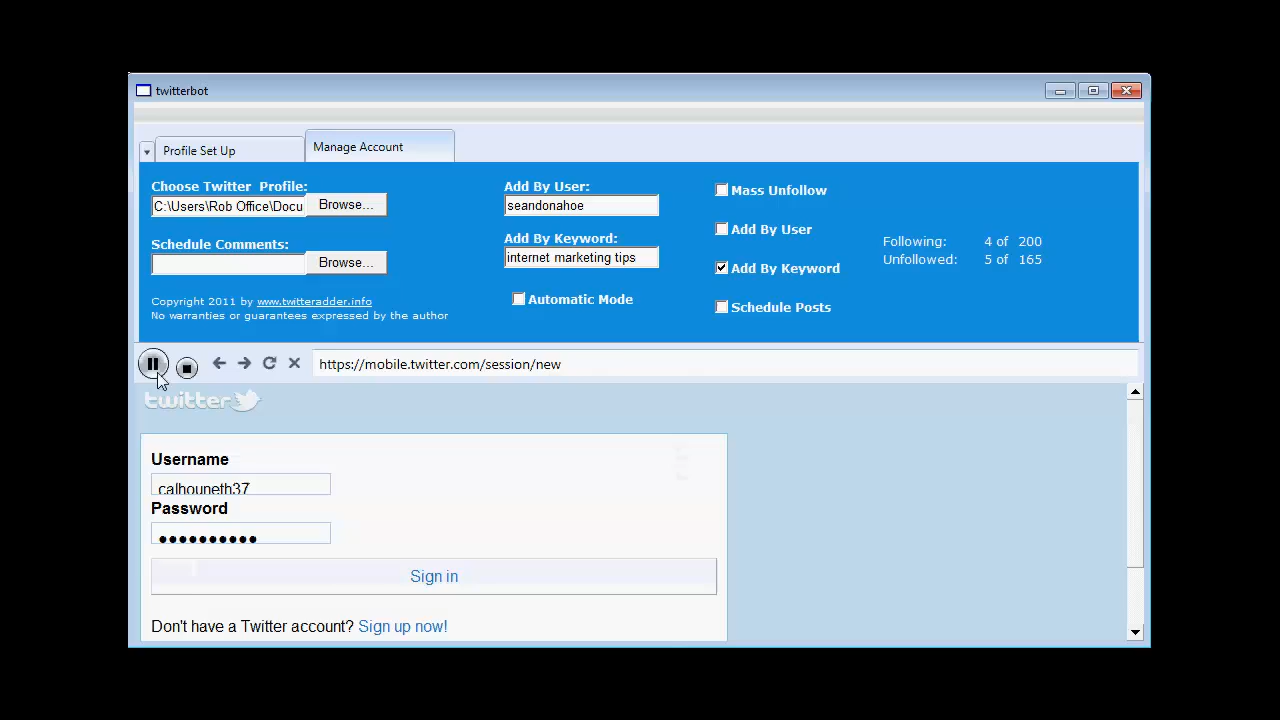 twitterbot
Profile Set Up
Manage Account
Choose Twitter Profile:
C:\Users\Rob Office\Docu
Browse...
Schedule Comments:
Browse...
Copyright 2011 by www.twitteradder.info
No warranties or guarantees expressed by the author
Add By User:
seandonahoe
Add By Keyword:
internet marketing tips
Automatic Mode
Mass Unfollow
Add By User
Add By Keyword
Schedule Posts
Following: 4 of 200
Unfollowed: 5 of 165
https://mobile.twitter.com/session/new
twitter
Username
calhouneth37
Password
Sign in
Don't have a Twitter account? Sign up now!